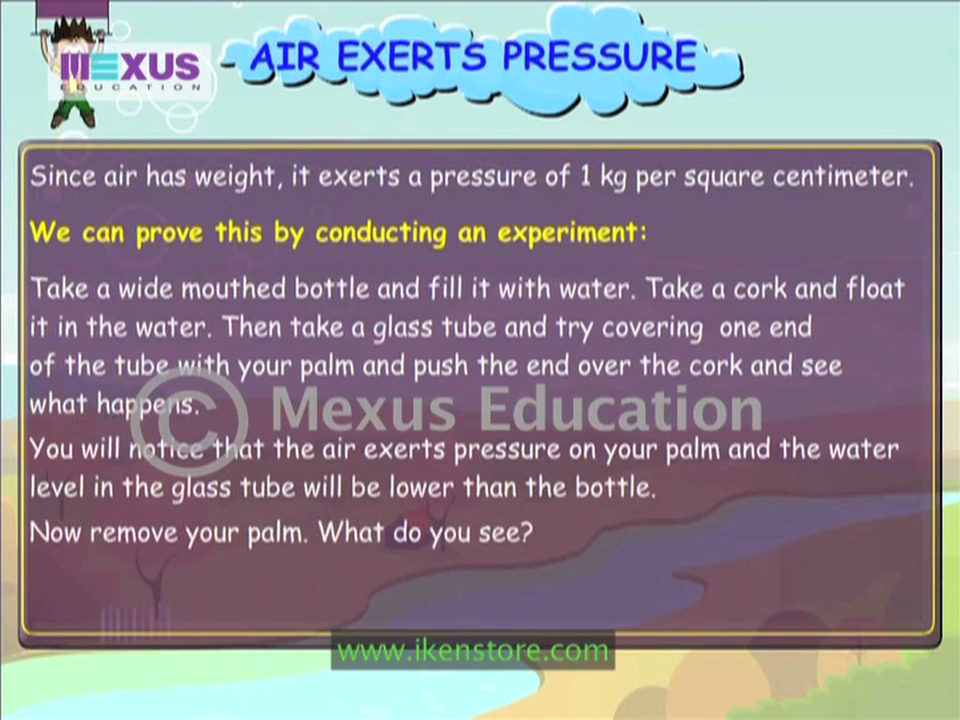 MEXUS
EDUCATION
AIR EXERTS PRESSURE
Since air has weight, it exerts a pressure of 1 kg per square centimeter.
We can prove this by conducting an experiment:
Take a wide mouthed bottle and fill it with water. Take a cork and float
it in the water. Then take a glass tube and try covering one end
of the tube with your palm and push the end over the cork and see
what happens.
© Mexus Education
You will notice that the air exerts pressure on your palm and the water
level in the glass tube will be lower than the bottle.
Now remove your palm. What do you see?
www.ikenstore.com